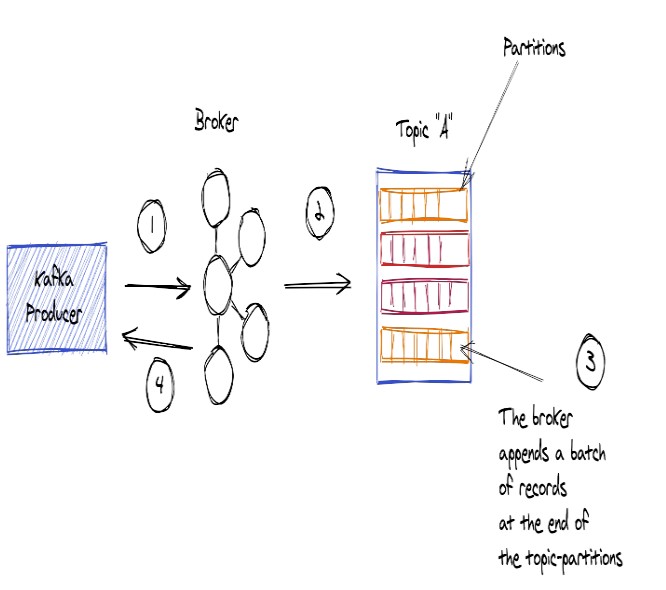 Partitions
Broker
Topic "A"
1
2
Kafka
Producer
4
3
The broker
appends a batch
of records
at the end of
the topic-partitions